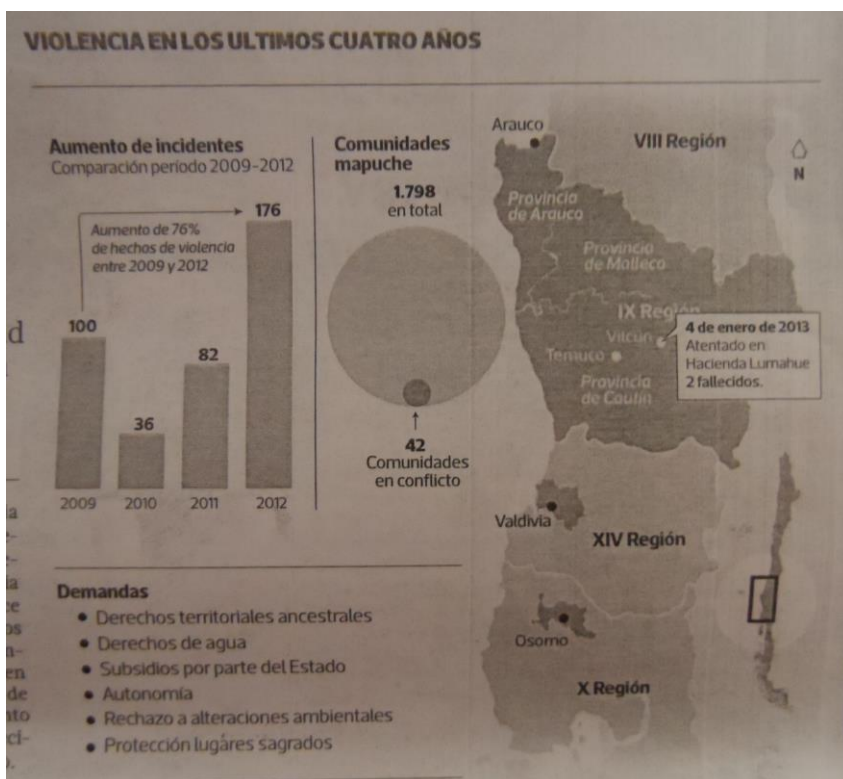 VIOLENCIA EN LOS ULTIMOS CUATRO AÑOS
Aumento de incidentes
Comparación período 2009-2012
Aumento de 76%
de hechos de violencia
entre 2009 y 2012
100
36
82
176
2009
2010
2011
2012
Comunidades
mapuche
1.798
en total
42
Comunidades
en conflicto
Arauco
VIII Región
N
Provincia
de Arauco
Provincia
de Malleco
IX Región
Vilcún
Temuco
Provincia
de Cautín
4 de enero de 2013
Atentado en
Hacienda Lumahue
2 fallecidos.
Valdivia
XIV Región
Osorno
X Región
Demandas
• Derechos territoriales ancestrales
• Derechos de agua
• Subsidios por parte del Estado
• Autonomía
• Rechazo a alteraciones ambientales
• Protección lugares sagrados